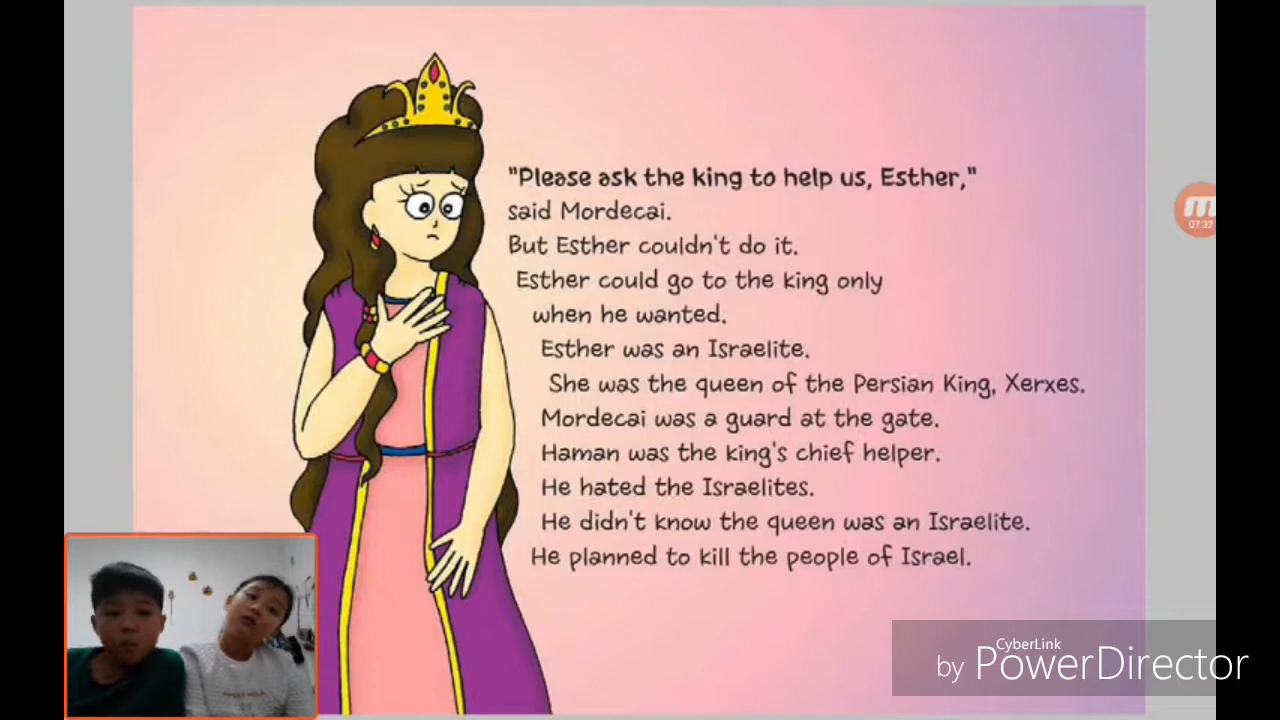 "Please ask the king to help us, Esther,"
said Mordecai.
But Esther couldn't do it.
Esther could go to the king only
when he wanted.
Esther was an Israelite.
She was the queen of the Persian King, Xerxes.
Mordecai was a guard at the gate.
Haman was the king's chief helper.
He hated the Israelites.
He didn't know the queen was an Israelite.
He planned to kill the people of Israel.
07:37
CyberLink
by PowerDirector